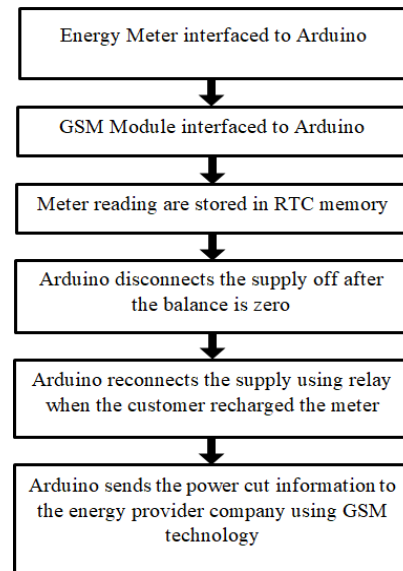 Energy Meter interfaced to Arduino
GSM Module interfaced to Arduino
Meter reading are stored in RTC memory
Arduino disconnects the supply off after
the balance is zero
Arduino reconnects the supply using relay
when the customer recharged the meter
Arduino sends the power cut information to
the energy provider company using GSM
technology